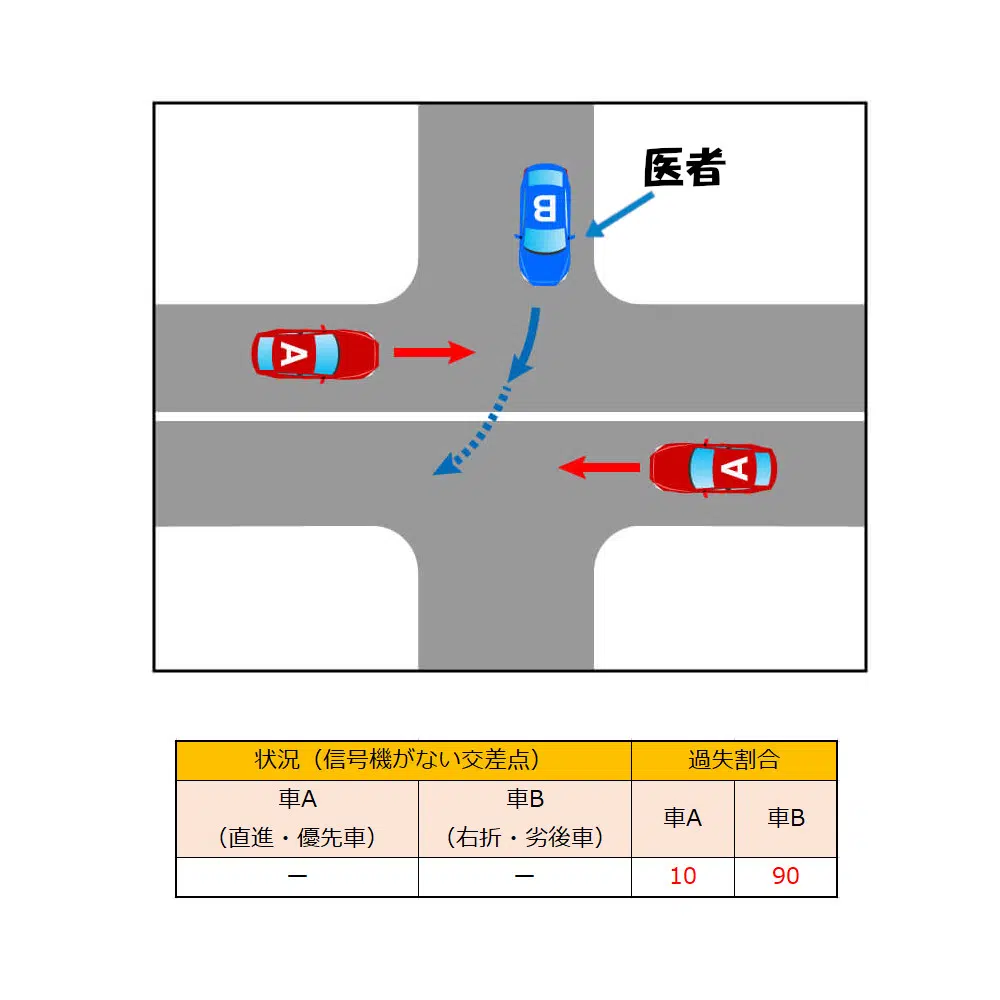 医者
B
A
A
状況（信号機がない交差点） 過失割合
車A 車B 車A 車B
（直進・優先車） （右折・劣後車）
ー ー 10 90